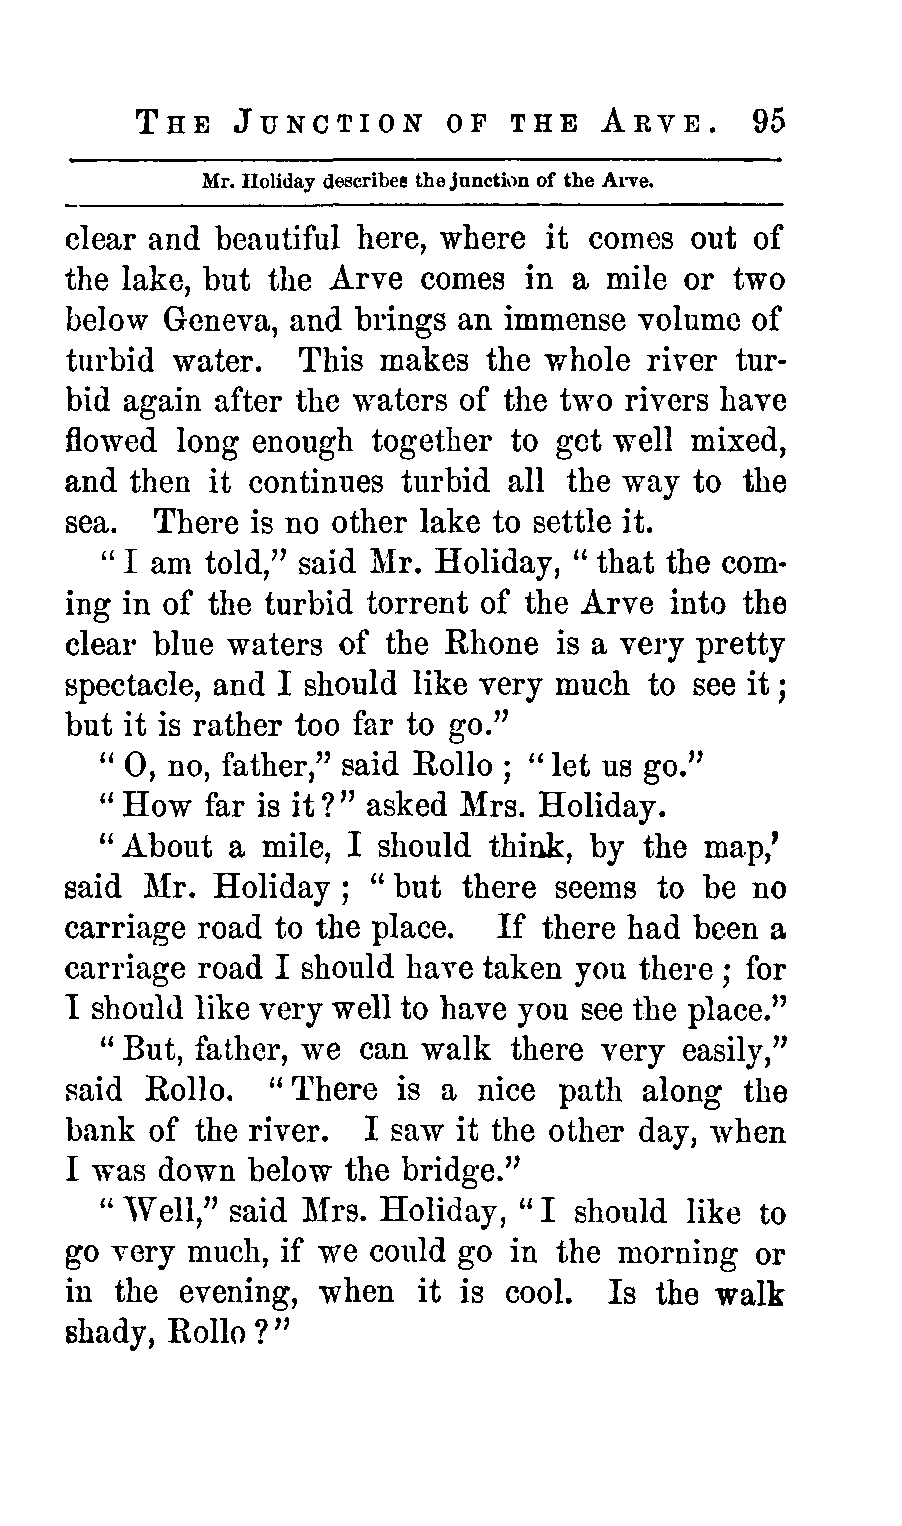 THE JUNCTION OF THE ARVE. 95
Mr. Holiday describes the junction of the Arve.
clear and beautiful here, where it comes out of
the lake, but the Arve comes in a mile or two
below Geneva, and brings an immense volume of
turbid water. This makes the whole river tur-
bid again after the waters of the two rivers have
flowed long enough together to get well mixed,
and then it continues turbid all the way to the
sea. There is no other lake to settle it.
" I am told," said Mr. Holiday, " that the com-
ing in of the turbid torrent of the Arve into the
clear blue waters of the Rhone is a very pretty
spectacle, and I should like very much to see it ;
but it is rather too far to go."
" O, no, father," said Rollo ; " let us go."
" How far is it ? " asked Mrs. Holiday.
" About a mile, I should think, by the map,'
said Mr. Holiday ; " but there seems to be no
carriage road to the place. If there had been a
carriage road I should have taken you there ; for
I should like very well to have you see the place."
" But, father, we can walk there very easily,"
said Rollo. " There is a nice path along the
bank of the river. I saw it the other day, when
I was down below the bridge."
" Well," said Mrs. Holiday, " I should like to
go very much, if we could go in the morning or
in the evening, when it is cool. Is the walk
shady, Rollo ? "